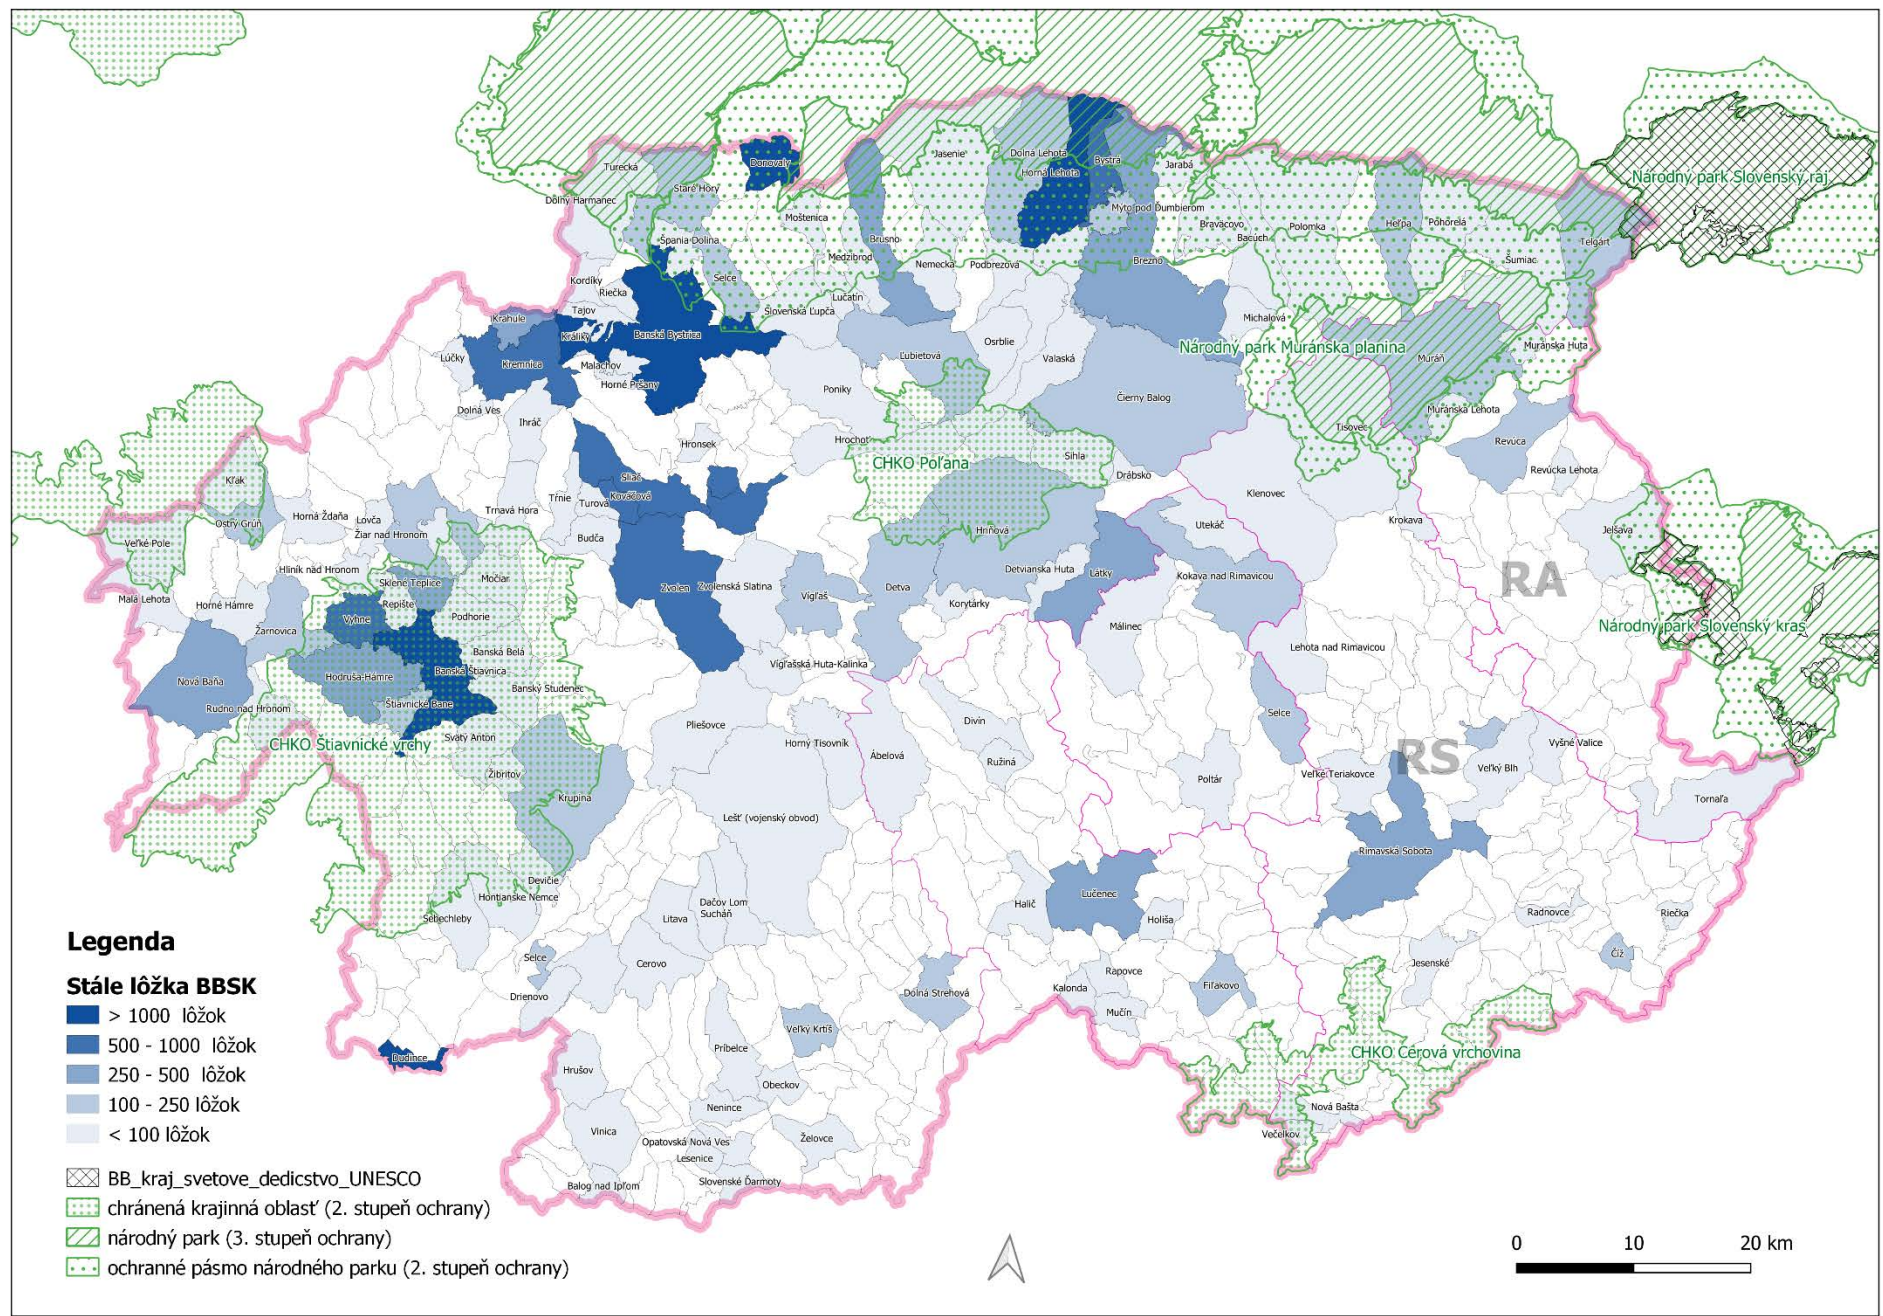 Turecká
Donovaly
Staré Hory
Dolný Harmanec
Jasenie
Dolná Lehota
Horná Lehota
Bystrá
Jarabá
Mýto pod Ďumbierom
Národný park Slovenský raj
Moštenica
Špania Dolina
Brusno
Medzibrod
Selce
Bravácovo
Bacúch
Polomka
Heľpa
Pohorelá
Telgárt
Šumiac
Nemecká
Podbrezová
Brezno
Kordíky
Riečka
Tajov
Lučatín
Slovenská Ľupča
Michalová
Krahule
Králiky
Banská Bystrica
Osrblie
Národný park Muránska planina
Muránska Huta
Lúčky
Kremnica
Malachov
Horné Pršany
Ľubietová
Valaská
Muráň
Poniky
Čierny Balog
Dolná Ves
Ihráč
Muránska Lehota
Tisovec
Hronsek
Hrochoť
Revúca
CHKO Poľana
Sihla
Revúcka Lehota
Drábsko
Kľak
Sliač
Kováčová
Tŕnie
Turová
Klenovec
Ostrý Grúň
Horná Ždaňa
Lovča
Trnavá Hora
Krokava
Žiar nad Hronom
Utekáč
Hriňová
Jelšava
Veľké Pole
Budča
Hliník nad Hronom
Detvianska Huta
Látky
Kokava nad Rimavicou
RA
Sklené Teplice
Močiar
Zvolen
Zvolenská Slatina
Vígľaš
Detva
Malá Lehota
Horné Hámre
Repište
Korytárky
Vyhne
Podhorie
Málinec
Národný park Slovenský kras
Žarnovica
Lehota nad Rimavicou
Banská Belá
Vígľašská Huta-Kalinka
Nová Baňa
Hodruša-Hámre
Banská Štiavnica
Banský Studenec
Rudno nad Hronom
Štiavnické Bane
Selce
Pliešovce
Divín
CHKO Štiavnické vrchy
Svätý Anton
Horný Tisovník
Ábelová
Ružiná
RS
Vyšné Valice
Žibritov
Poltár
Veľké Teriakovce
Veľký Blh
Krupina
Tornaľa
Lešť (vojenský obvod)
Rimavská Sobota
Devičie
Hontianske Nemce
Lučenec
Sebechleby
Litava
Dačov Lom
Sucháň
Halič
Holiša
Radnovce
Riečka
Legenda
Selce
Cerovo
Číž
Jesenské
Stále lôžka BBSK
Drienovo
Dolná Strehová
Rapovce
Kalonda
Fiľakovo
> 1000 lôžok
Mučín
Veľký Krtíš
500 - 1000 lôžok
Dudince
Príbelce
CHKO Cerová vrchovina
250 - 500 lôžok
Hrušov
Obeckov
100 - 250 lôžok
Nenince
Nová Bašta
< 100 lôžok
Vinica
Opatovská Nová Ves
Želovce
Večelkov
Lesenice
BB_kraj_svetove_dedicstvo_UNESCO
Balog nad Ipľom
Slovenské Ďarmoty
chránená krajinná oblasť (2. stupeň ochrany)
národný park (3. stupeň ochrany)
ochranné pásmo národného parku (2. stupeň ochrany)
0 10 20 km